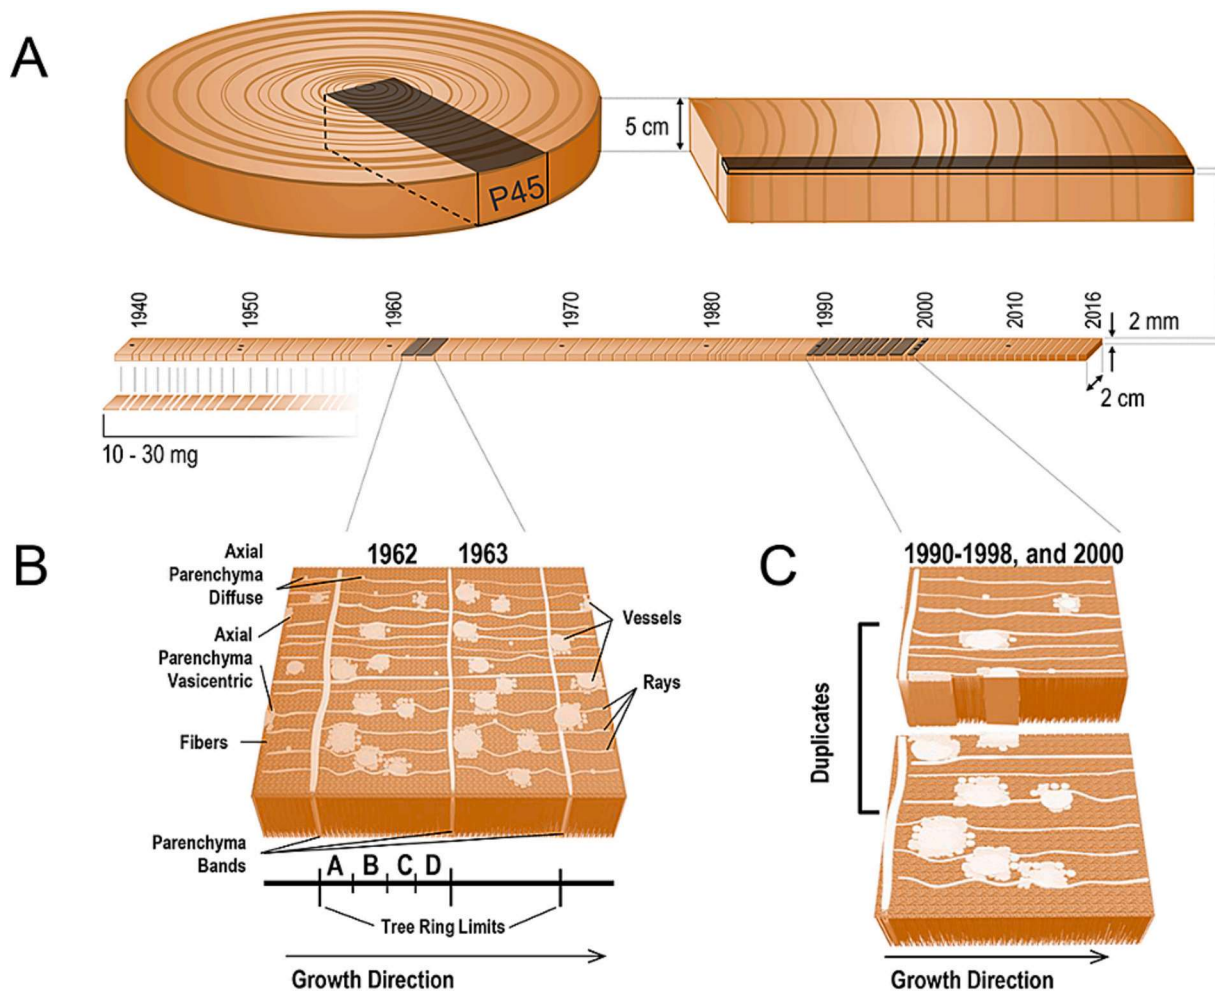 A
5 cm
P45
1940
1950
1960
1970
1980
1990
2000
2010
2016
2 mm
2 cm
10 - 30 mg
B
Axial
Parenchyma
Diffuse
1962
1963
Axial
Parenchyma
Vasicentric
Vessels
Rays
Fibers
Parenchyma
Bands
A B C D
Tree Ring Limits
Growth Direction
C
1990-1998, and 2000
Duplicates
Growth Direction